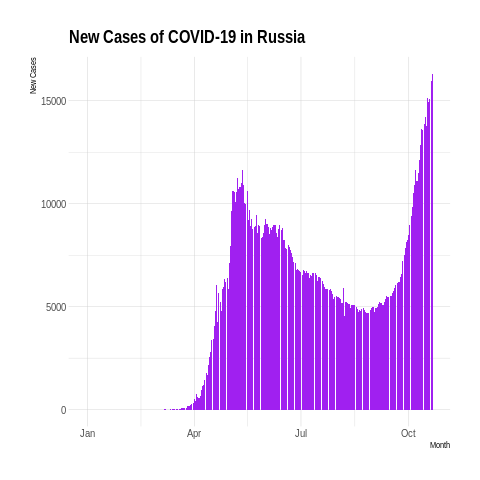 New Cases of COVID-19 in Russia
New Cases
15000
10000
5000
0
Jan Apr Jul Oct
Month